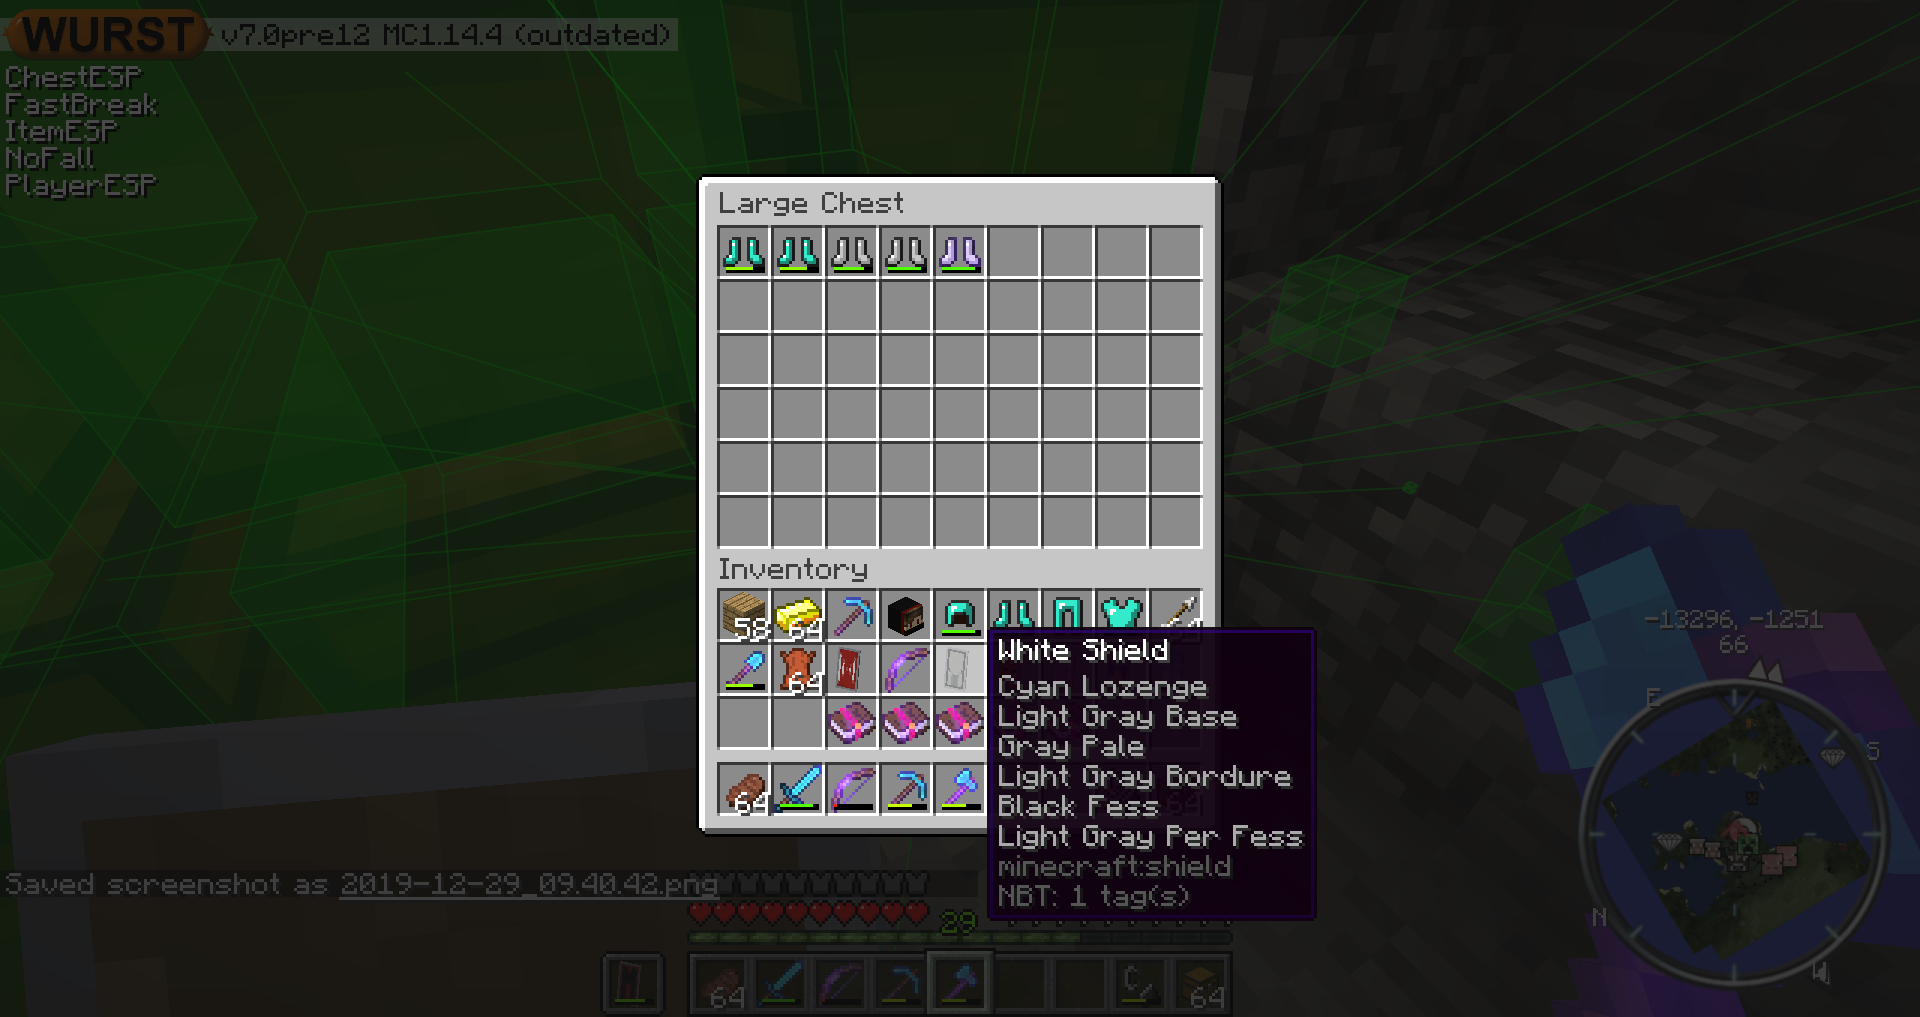 WURST v7.0pre12 MC1.14.4 (outdated)
ChestESP
FastBreak
ItemESP
NoFall
PlayerESP
Large Chest
Inventory
58
64
64
White Shield
Cyan Lozenge
Light Gray Base
Gray Pale
Light Gray Bordure
Black Fess
Light Gray Per Fess
minecraft:shield
NBT: 1 tag(s)
64
-13296, -1251
66
E
S
N
Saved screenshot as 2019-12-29_09.40.42.png
29
64
64